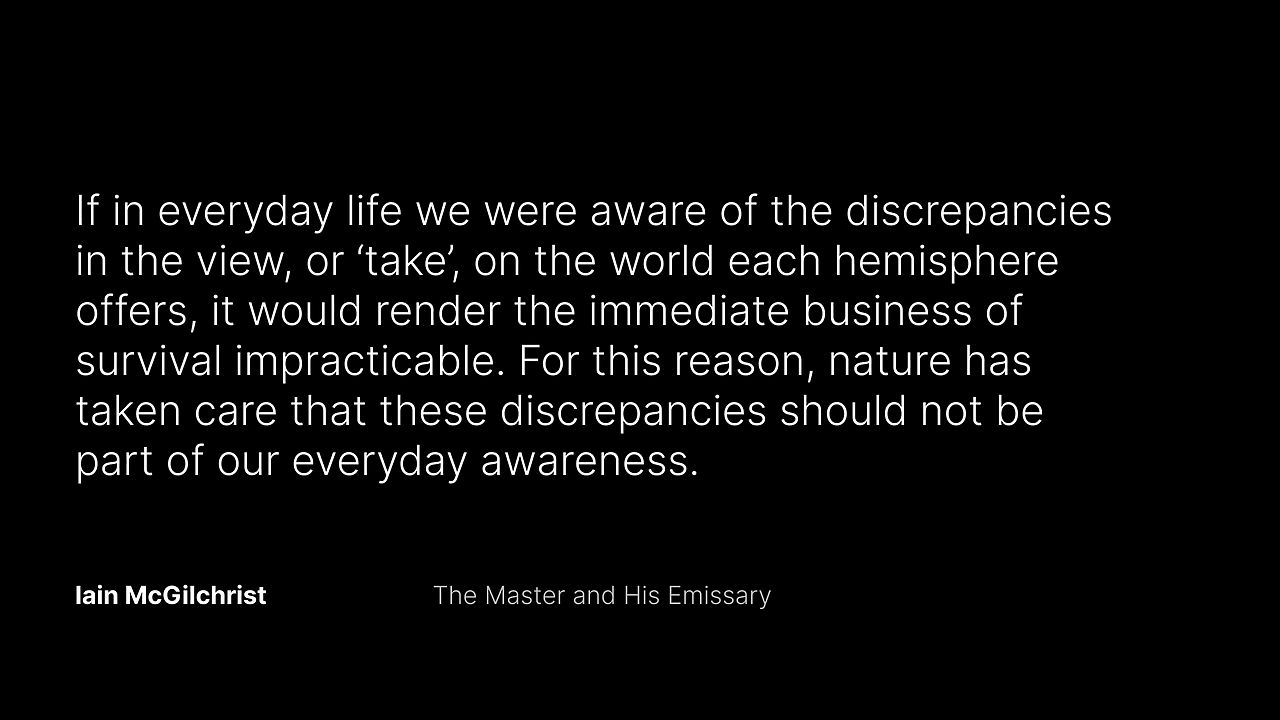 If in everyday life we were aware of the discrepancies
in the view, or ‘take’, on the world each hemisphere
offers, it would render the immediate business of
survival impracticable. For this reason, nature has
taken care that these discrepancies should not be
part of our everyday awareness.
Iain McGilchrist
The Master and His Emissary